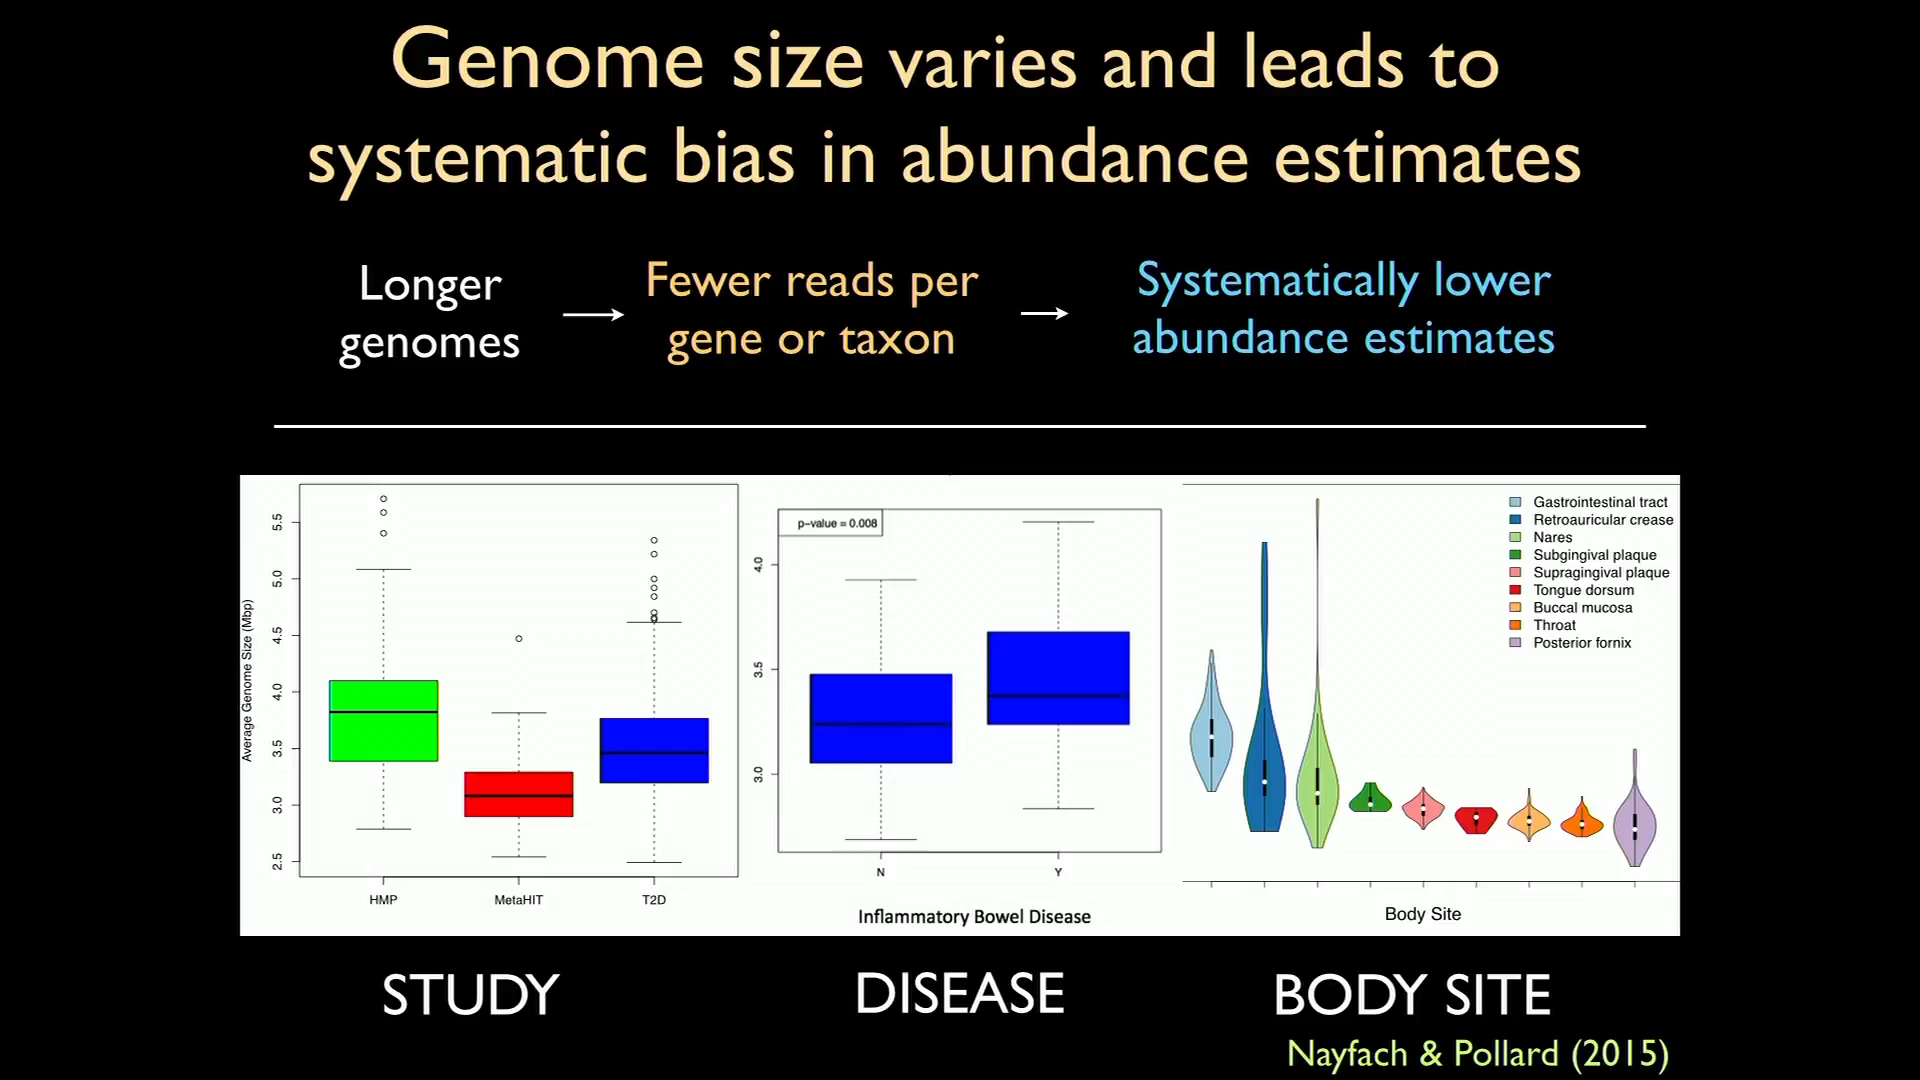 Genome size varies and leads to
systematic bias in abundance estimates
Longer
genomes
Fewer reads per
gene or taxon
Systematically lower
abundance estimates
Average Genome Size (Mbp)
5.5
5.0
4.5
4.0
3.5
3.0
2.5
HMP
MetaHIT
T2D
p-value = 0.008
4.0
3.5
3.0
N
Y
Inflammatory Bowel Disease
Gastrointestinal tract
Retroauricular crease
Nares
Subgingival plaque
Supragingival plaque
Tongue dorsum
Buccal mucosa
Throat
Posterior fornix
Body Site
STUDY
DISEASE
BODY SITE
Nayfach & Pollard (2015)